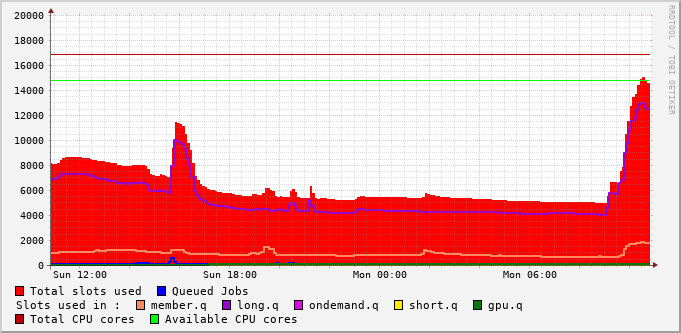 20000
18000
16000
14000
12000
10000
8000
6000
4000
2000
0
Sun 12:00 Sun 18:00 Mon 00:00 Mon 06:00
RRDTOOL / TOBI OETIKER
Total slots used Queued Jobs
Slots used in : member.q long.q ondemand.q short.q gpu.q
Total CPU cores Available CPU cores